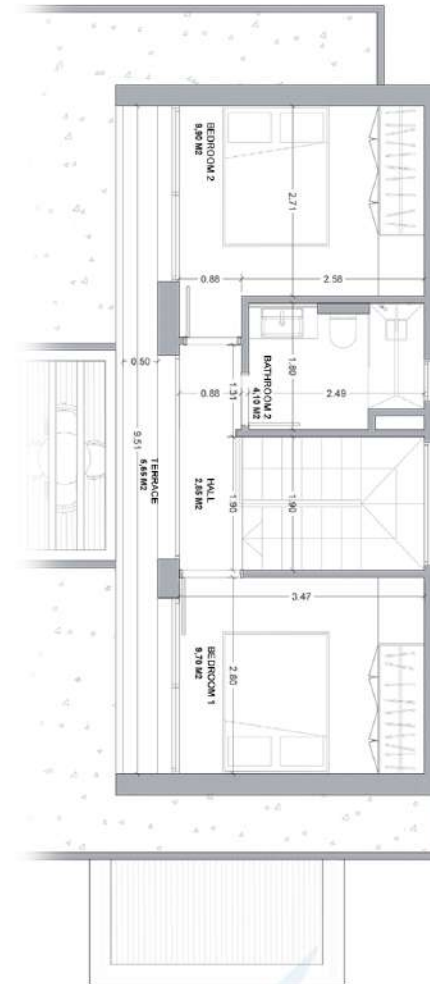 BEDROOM 2
9,90 M2
2.71
0.88
2.58
BATHROOM 2
4,10 M2
1.80
1.31
0.88
2.49
0.50
9.51
TERRACE
5,65 M2
HALL
2,85 M2
1.90
1.90
3.47
BEDROOM 1
9,70 M2
2.80